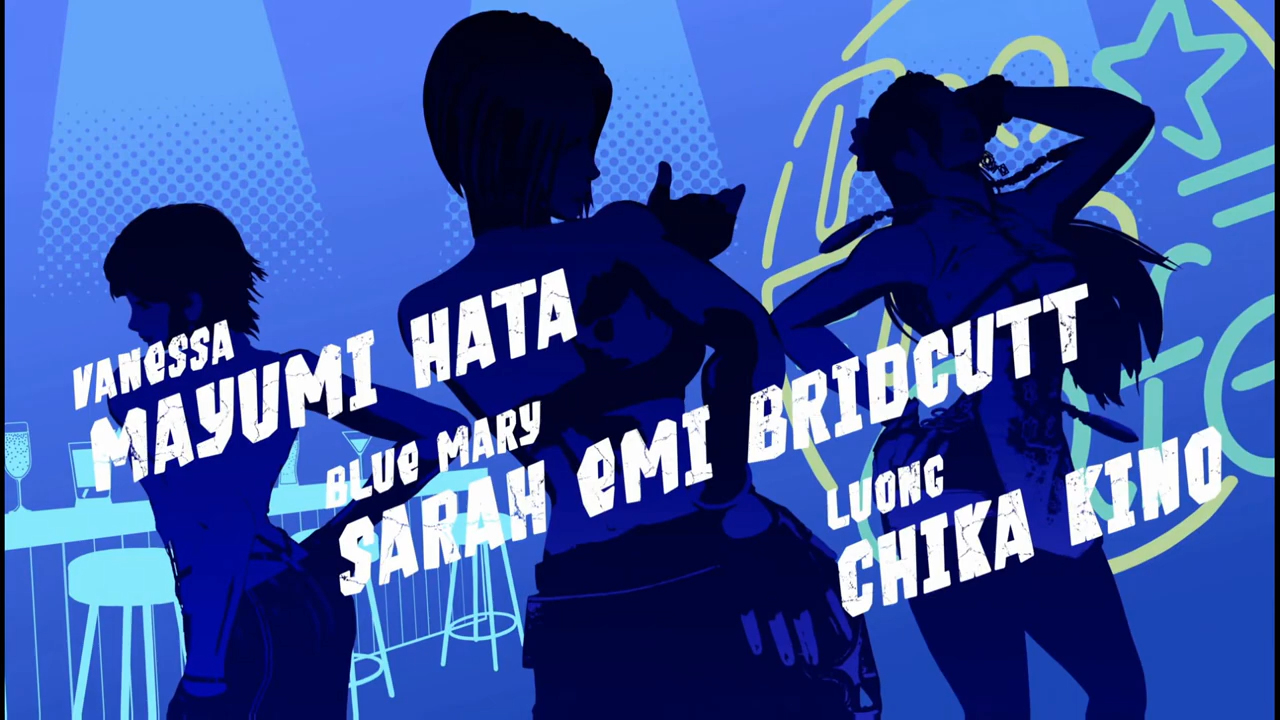 VANESSA
MAYUMI HATA
BLUE MARY
SARAH EMI BRIDCUTT
LUONG
CHIKA KINO